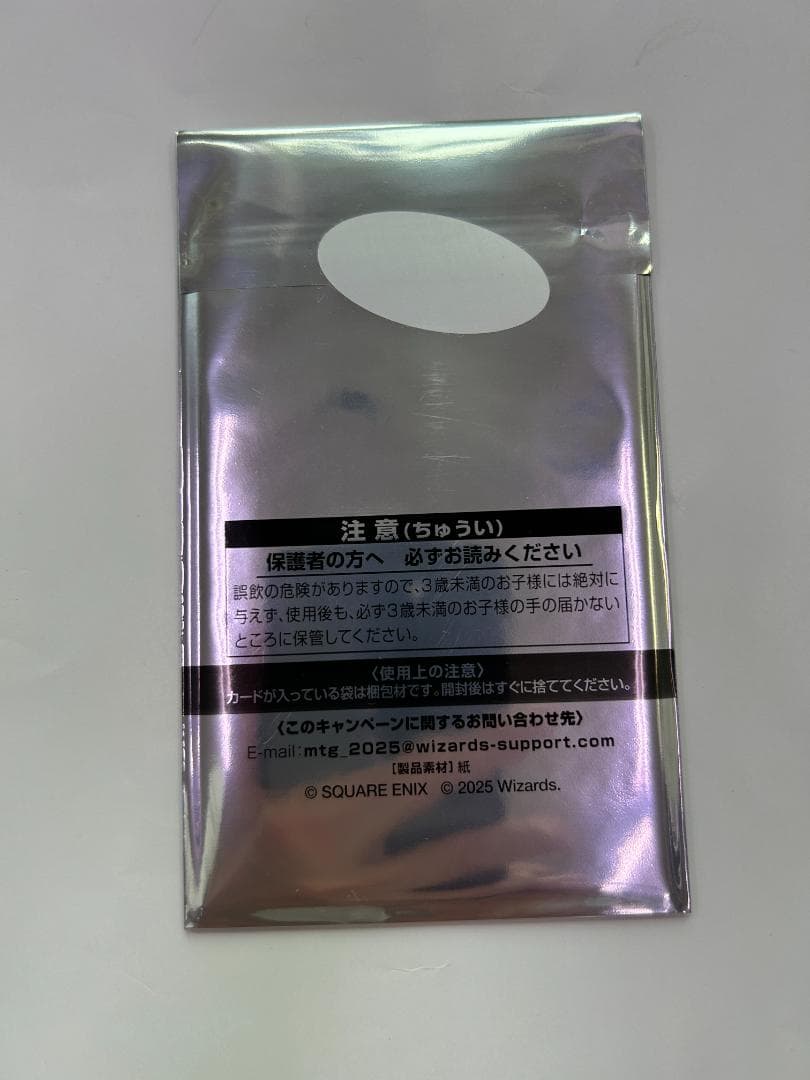 注意(ちゅうい)
保護者の方へ 必ずお読みください
誤飲の危険がありますので、3歳未満のお子様には絶対に
与えず、使用後も、必ず3歳未満のお子様の手の届かない
ところに保管してください。
〈使用上の注意〉
カードが入っている袋は梱包材です。開封後はすぐに捨ててください。
〈このキャンペーンに関するお問い合わせ先〉
E-mail:mtg_2025@wizards-support.com
[製品素材]紙
© SQUARE ENIX © 2025 Wizards.